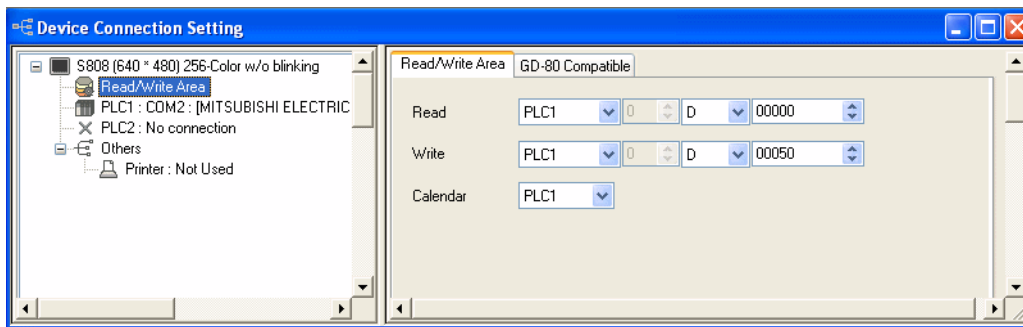 Device Connection Setting
S808 (640 * 480) 256-Color w/o blinking
Read/Write Area
PLC1 : COM2 : [MITSUBISHI ELECTRIC
PLC2 : No connection
Others
Printer : Not Used
Read/Write Area GD-80 Compatible
Read PLC1 0 D 00000
Write PLC1 0 D 00050
Calendar PLC1